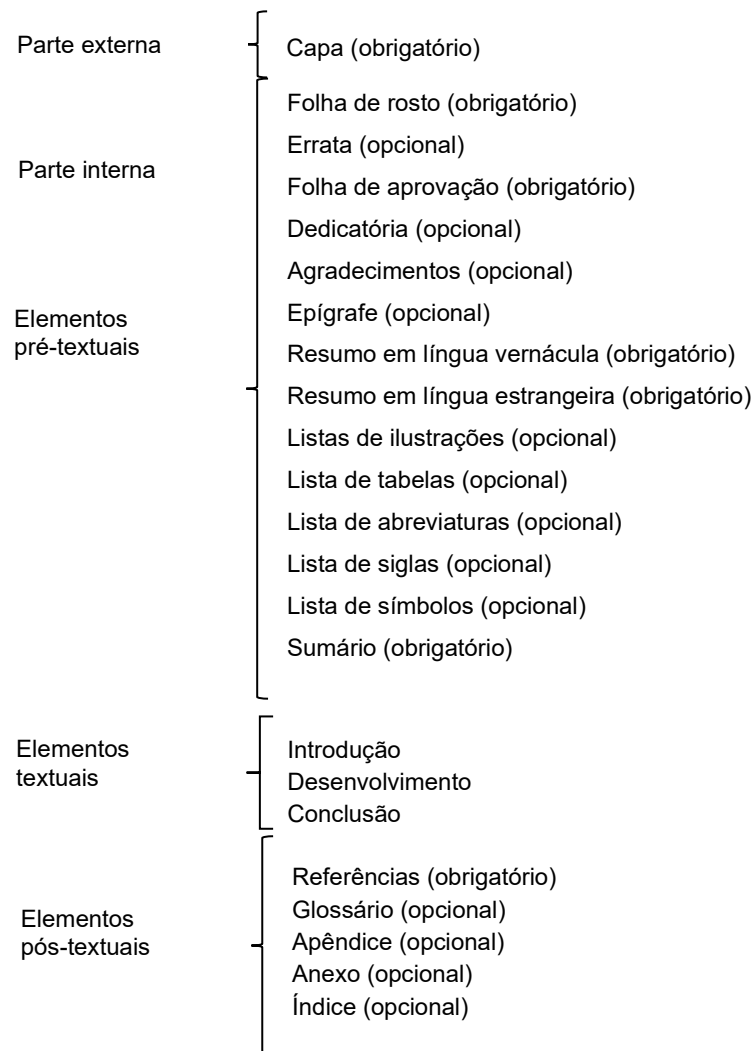 Parte externa
Capa (obrigatório)
Parte interna
Folha de rosto (obrigatório)
Errata (opcional)
Folha de aprovação (obrigatório)
Dedicatória (opcional)
Agradecimentos (opcional)
Elementos
pré-textuais
Epígrafe (opcional)
Resumo em língua vernácula (obrigatório)
Resumo em língua estrangeira (obrigatório)
Listas de ilustrações (opcional)
Lista de tabelas (opcional)
Lista de abreviaturas (opcional)
Lista de siglas (opcional)
Lista de símbolos (opcional)
Sumário (obrigatório)
Elementos
textuais
Introdução
Desenvolvimento
Conclusão
Elementos
pós-textuais
Referências (obrigatório)
Glossário (opcional)
Apêndice (opcional)
Anexo (opcional)
Índice (opcional)